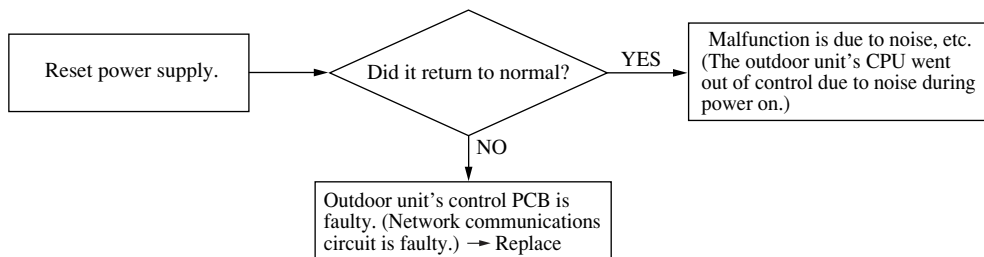 Reset power supply.
Did it return to normal?
YES
Malfunction is due to noise, etc.
(The outdoor unit’s CPU went
out of control due to noise during
power on.)
NO
Outdoor unit’s control PCB is
faulty. (Network communications
circuit is faulty.) → Replace